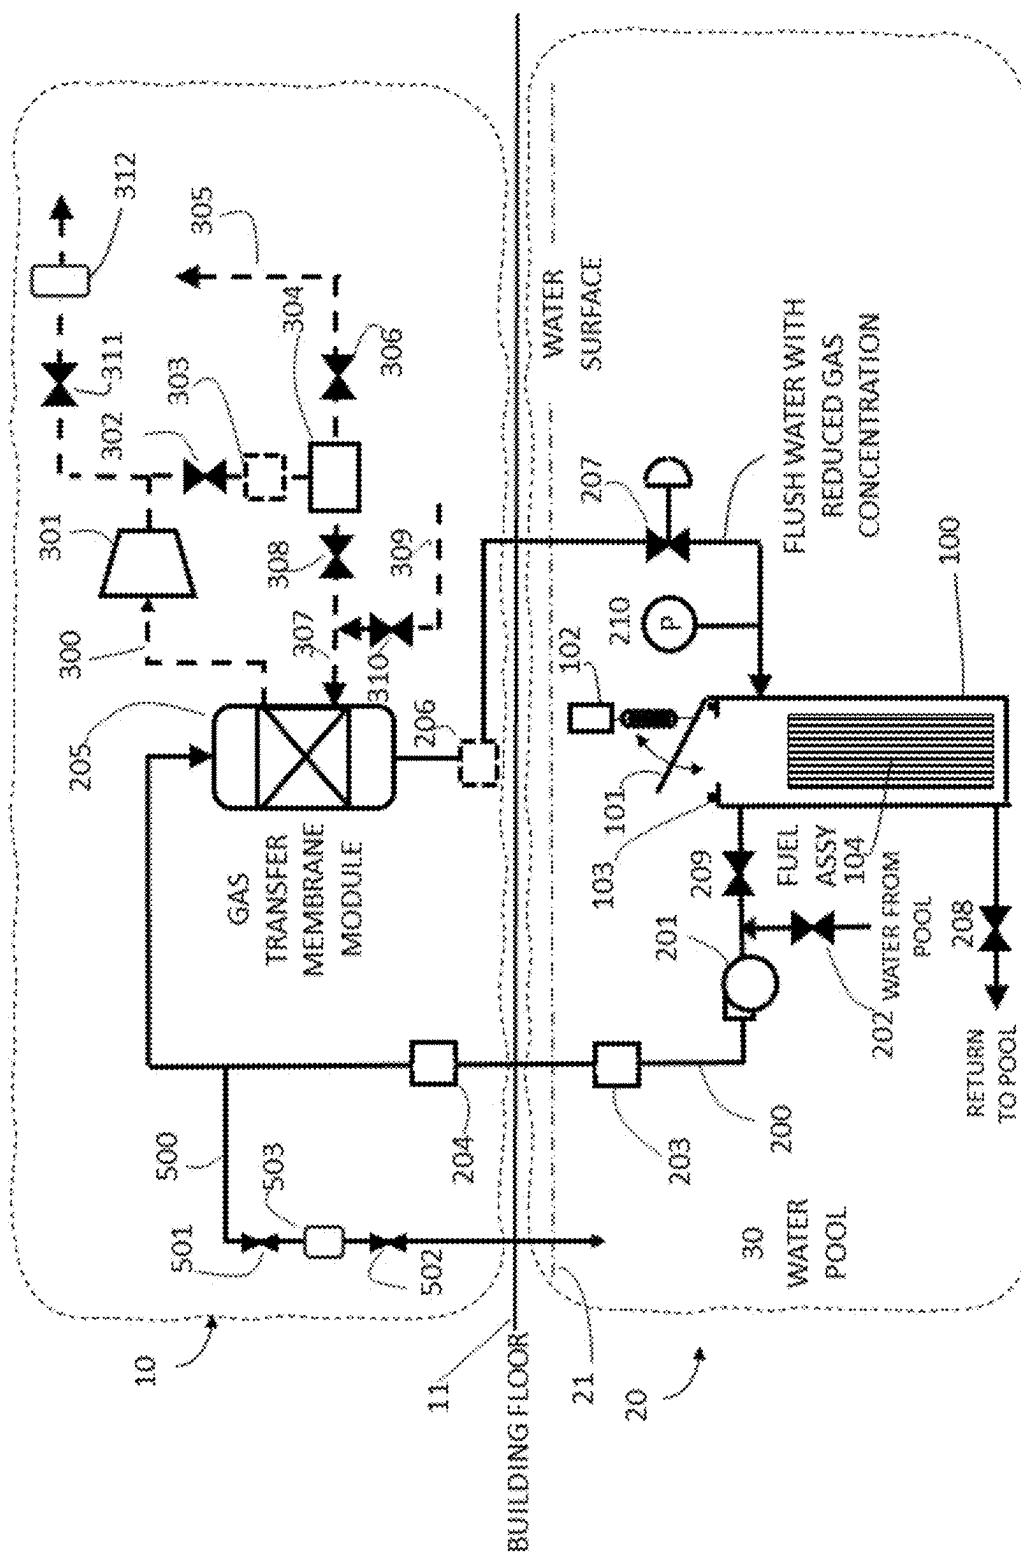 301
300
205
302
311
312
10
500
303
501
305
GAS
TRANSFER
MEMBRANE
MODULE
503
308
304
307
310
306
309
206
502
11
204
BUILDING FLOOR
WATER
SURFACE
21
102
207
210
101
103
20
203
209
201
P
30
WATER
POOL
200
FUEL
ASSY
104
FLUSH WATER WITH
REDUCED GAS
CONCENTRATION
202
WATER FROM
POOL
100
208
RETURN
TO POOL